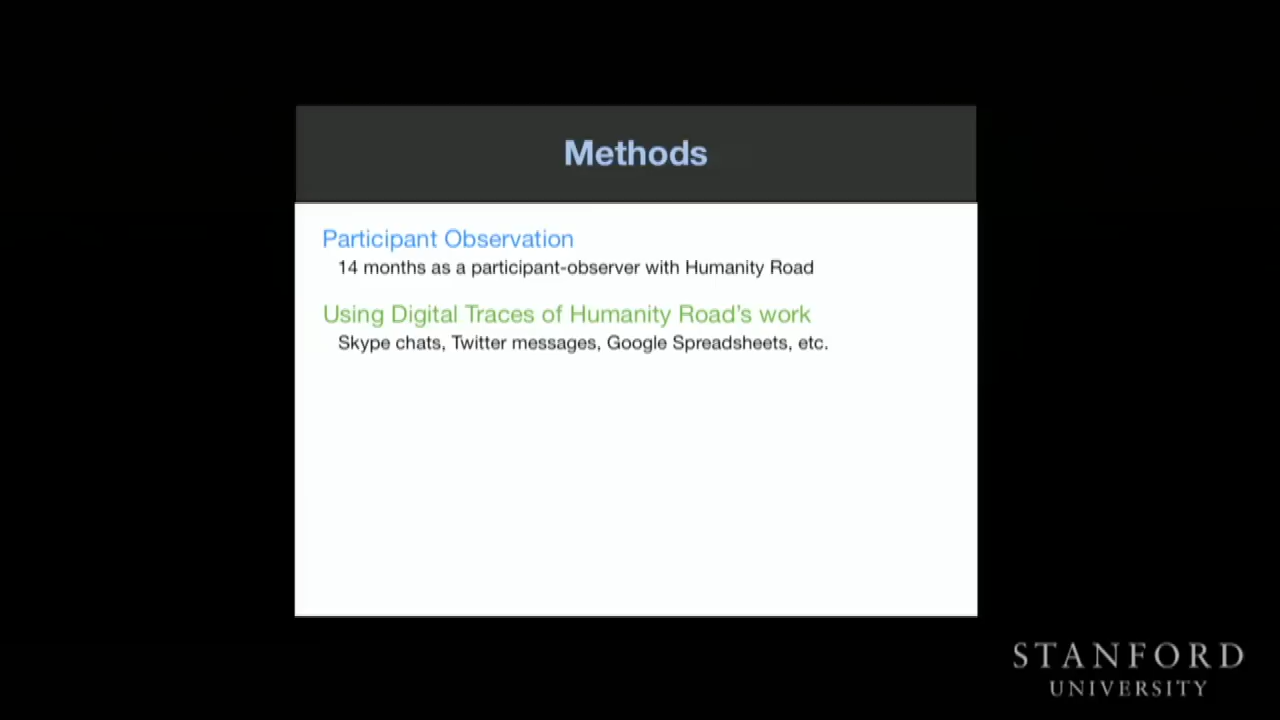 Methods
Participant Observation
14 months as a participant-observer with Humanity Road
Using Digital Traces of Humanity Road's work
Skype chats, Twitter messages, Google Spreadsheets, etc.
STANFORD
UNIVERSITY